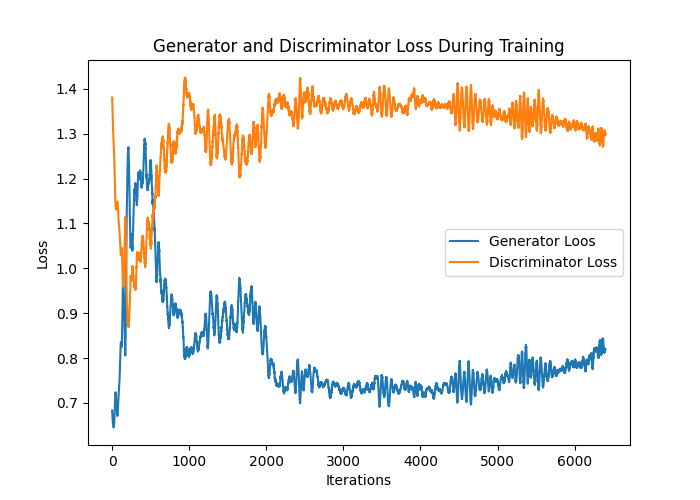 Generator and Discriminator Loss During Training
1.4
1.3
1.2
1.1
1.0
0.9
0.8
0.7
Loss
Generator Loos
Discriminator Loss
0 1000 2000 3000 4000 5000 6000
Iterations